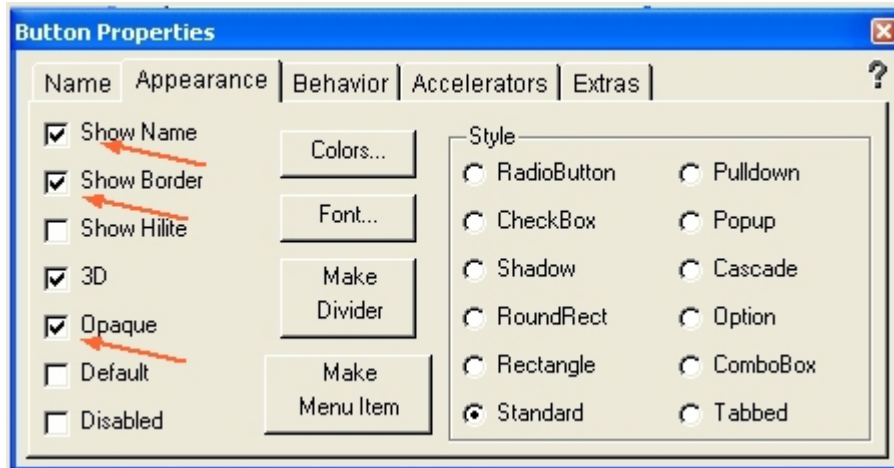 Button Properties
Name Appearance Behavior Accelerators Extras ?
Show Name
Show Border
Show Hilite
3D
Opaque
Default
Disabled
Colors...
Font...
Make
Divider
Make
Menu Item
Style
RadioButton Pulldown
CheckBox Popup
Shadow Cascade
RoundRect Option
Rectangle ComboBox
Standard Tabbed